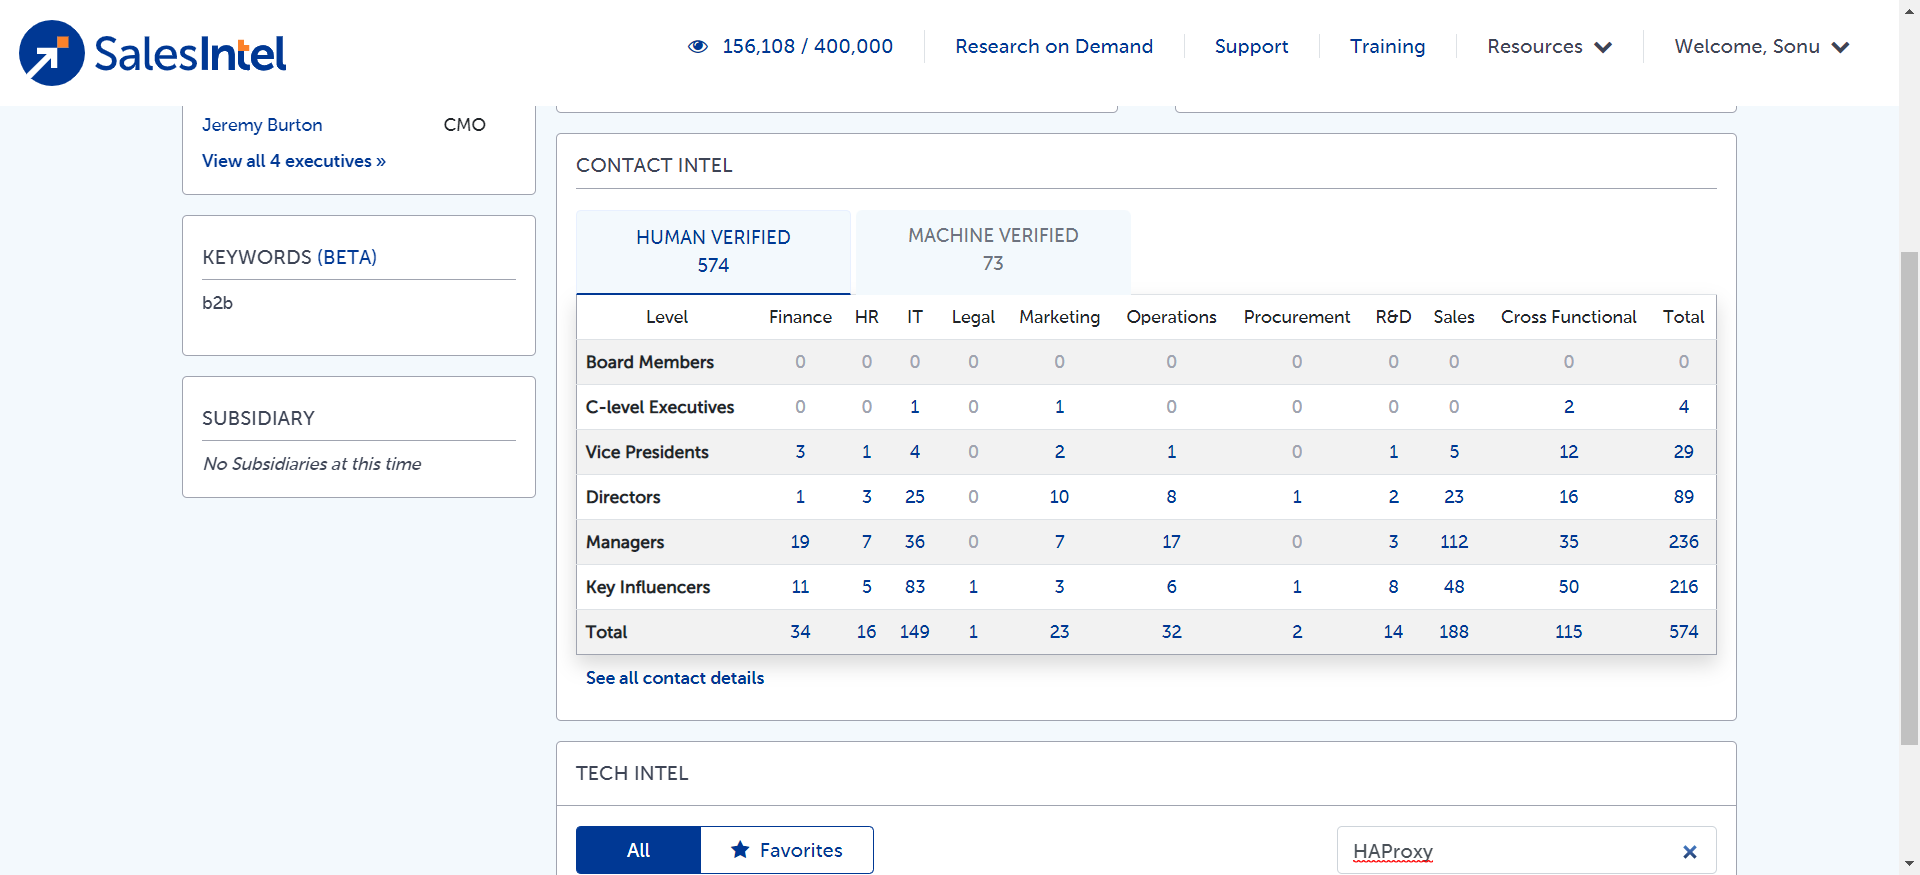 SalesIntel
156,108 / 400,000
Research on Demand
Support
Training
Resources
Welcome, Sonu
Jeremy Burton CMO
View all 4 executives »
KEYWORDS (BETA)
b2b
SUBSIDIARY
No Subsidiaries at this time
CONTACT INTEL
HUMAN VERIFIED
574
MACHINE VERIFIED
73
Level Finance HR IT Legal Marketing Operations Procurement R&D Sales Cross Functional Total
Board Members 0 0 0 0 0 0 0 0 0 0 0
C-level Executives 0 0 1 0 1 0 0 0 0 2 4
Vice Presidents 3 1 4 0 2 1 0 1 5 12 29
Directors 1 3 25 0 10 8 1 2 23 16 89
Managers 19 7 36 0 7 17 0 3 112 35 236
Key Influencers 11 5 83 1 3 6 1 8 48 50 216
Total 34 16 149 1 23 32 2 14 188 115 574
See all contact details
TECH INTEL
All
Favorites
HAProxy